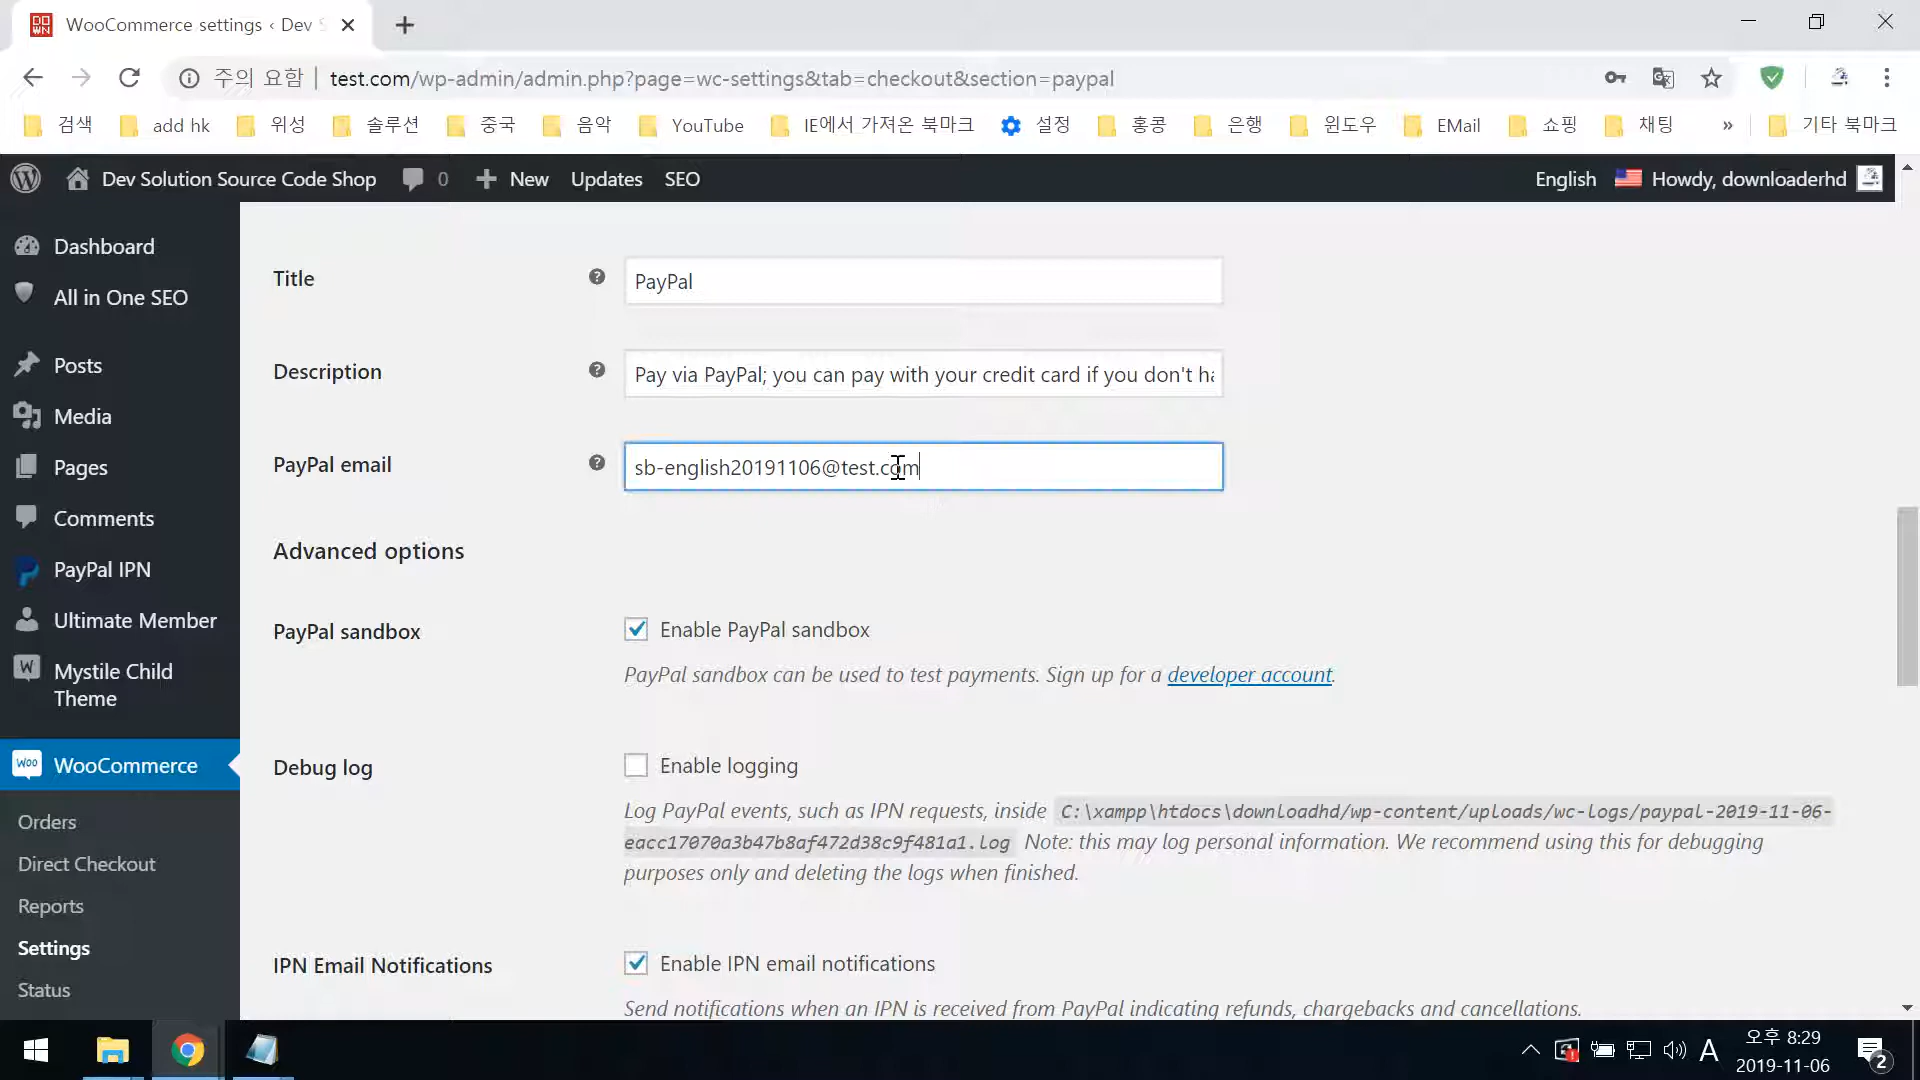 WooCommerce settings ‹ Dev S
주의 요함 | test.com/wp-admin/admin.php?page=wc-settings&tab=checkout&section=paypal
검색 add hk 위성 솔루션 중국 음악 YouTube IE에서 가져온 북마크 설정 홍콩 은행 윈도우 EMail 쇼핑 채팅 » 기타 북마크
Dev Solution Source Code Shop 0 New Updates SEO English Howdy, downloaderhd
Dashboard
All in One SEO
Posts
Media
Pages
Comments
PayPal IPN
Ultimate Member
Mystile Child
Theme
WooCommerce
Orders
Direct Checkout
Reports
Settings
Status
Title
PayPal
Description
Pay via PayPal; you can pay with your credit card if you don't ha
PayPal email
sb-english20191106@test.com
Advanced options
PayPal sandbox
Enable PayPal sandbox
PayPal sandbox can be used to test payments. Sign up for a developer account.
Debug log
Enable logging
Log PayPal events, such as IPN requests, inside C:\xampp\htdocs\downloadhd/wp-content/uploads/wc-logs/paypal-2019-11-06-
eacc17070a3b47b8af472d38c9f481a1.log Note: this may log personal information. We recommend using this for debugging
purposes only and deleting the logs when finished.
IPN Email Notifications
Enable IPN email notifications
Send notifications when an IPN is received from PayPal indicating refunds, chargebacks and cancellations.
A
오후 8:29
2019-11-06
2